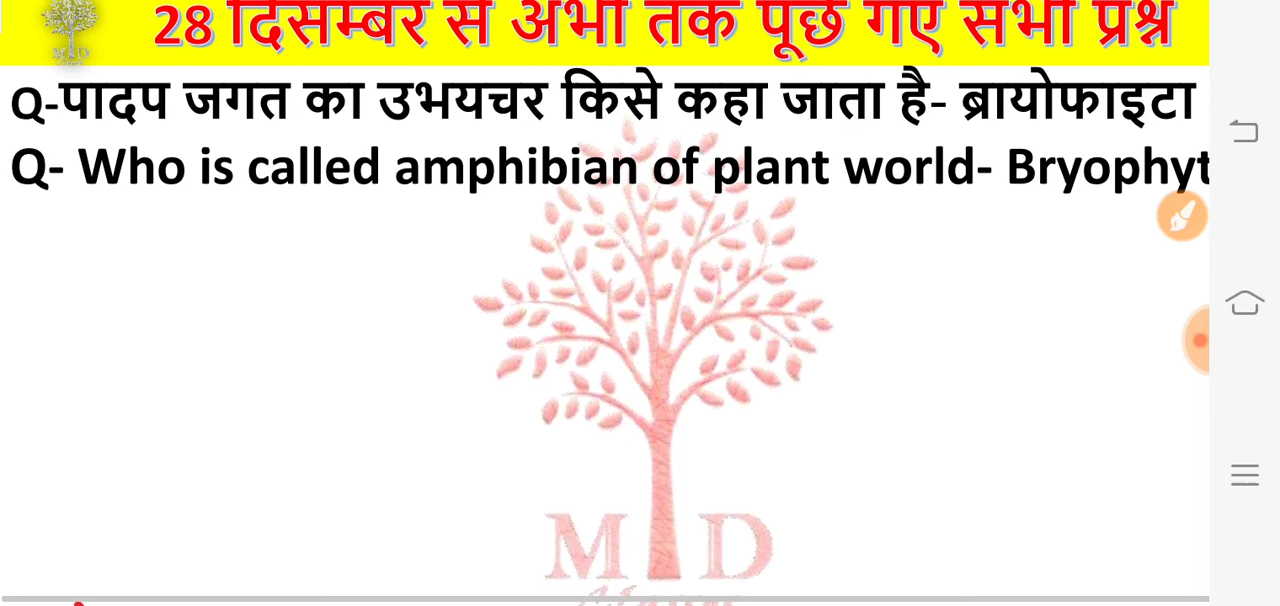 28 दिसम्बर से अभी तक पूछे गए सभी प्रश्न
Q-पादप जगत का उभयचर किसे कहा जाता है- ब्रायोफाइटा
Q- Who is called amphibian of plant world- Bryophyt
M D